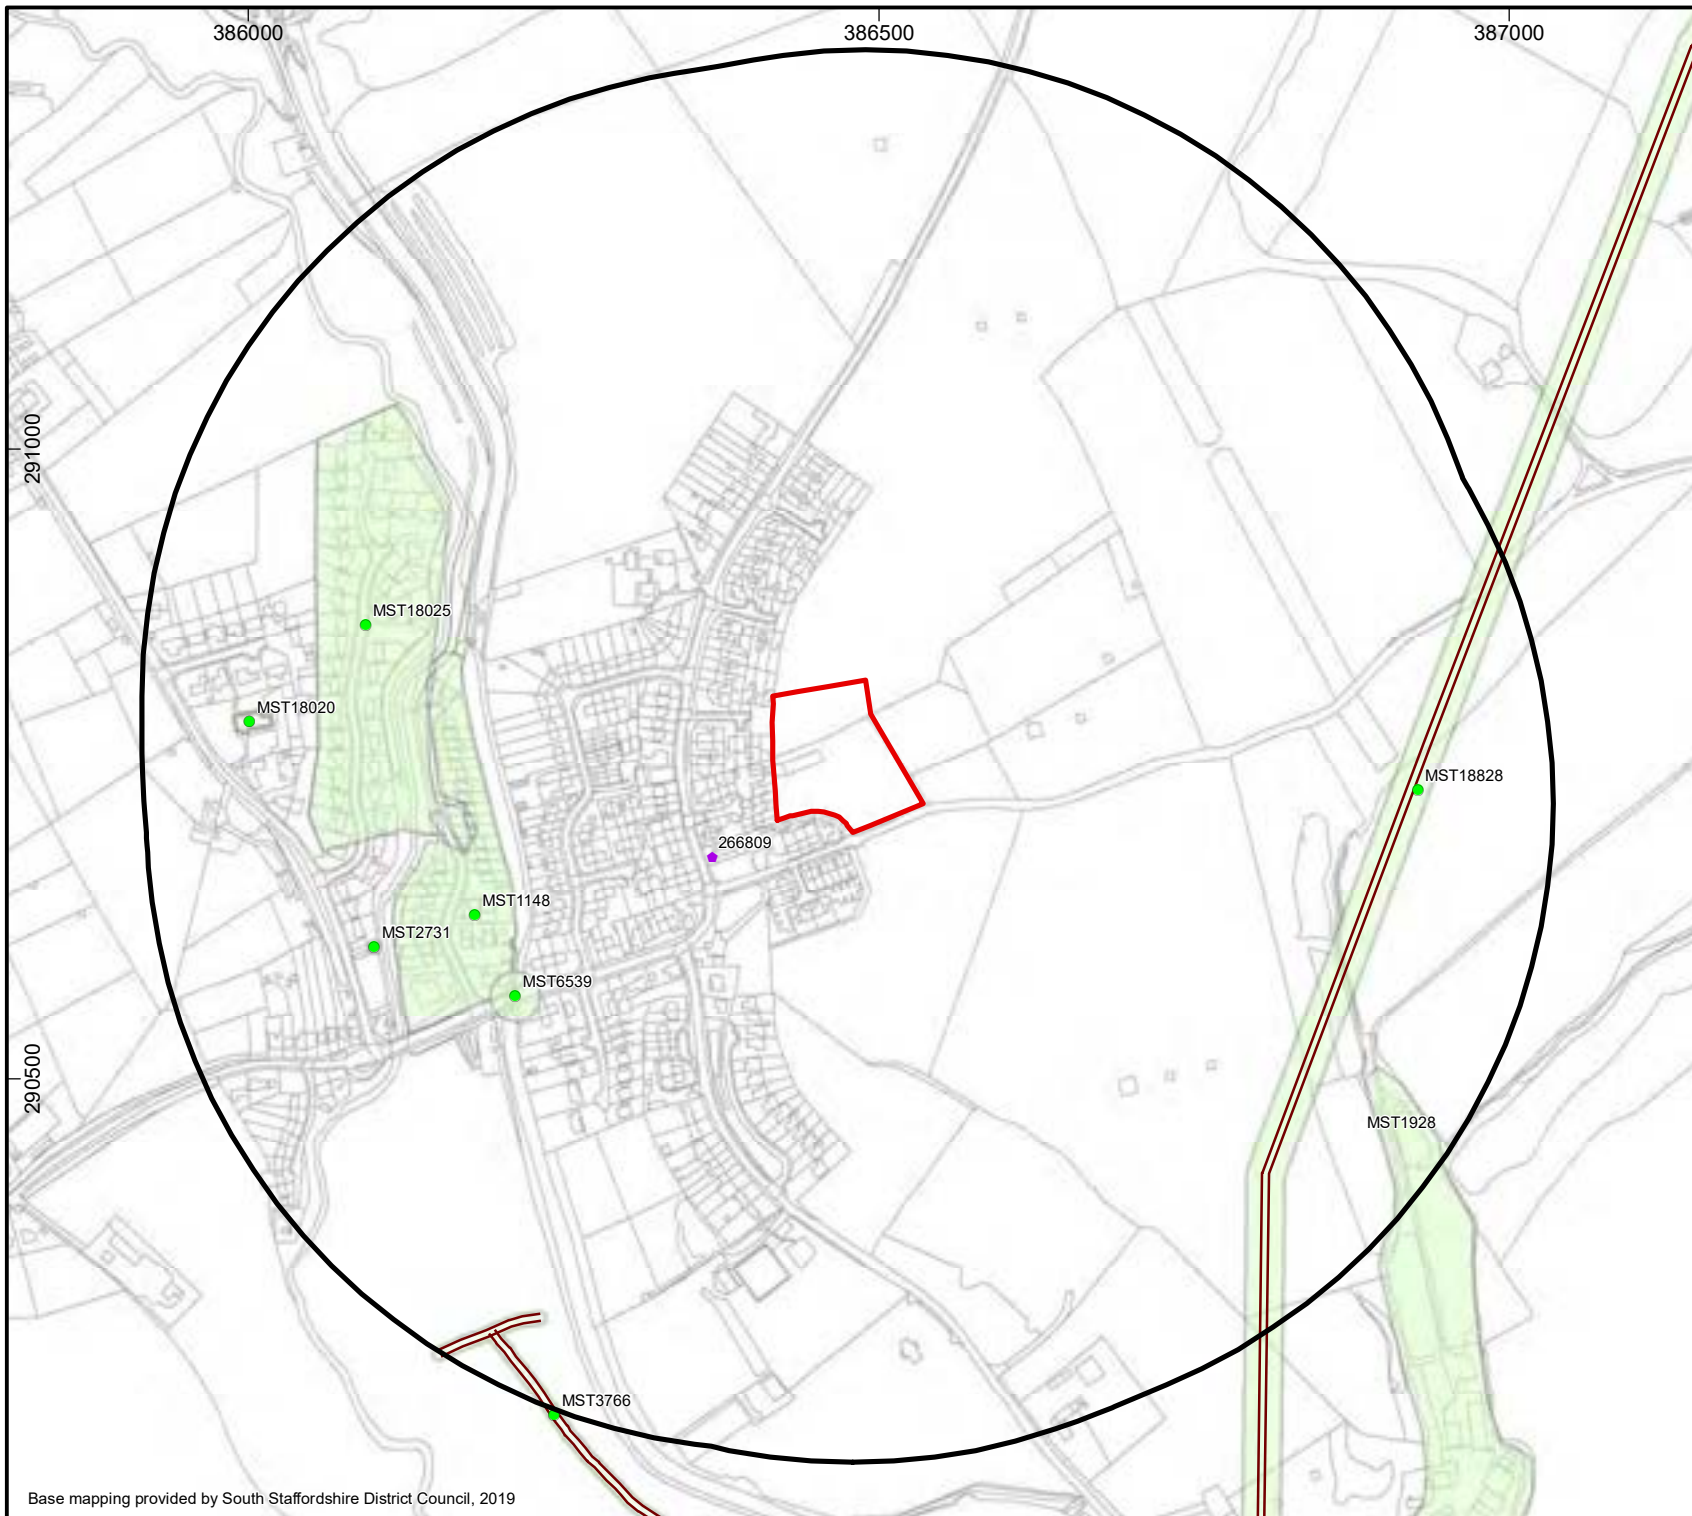 386000
386500
387000
291000
MST18025
MST18020
MST18828
266809
MST1148
MST2731
MST6539
290500
MST1928
MST3766
Base mapping provided by South Staffordshire District Council, 2019